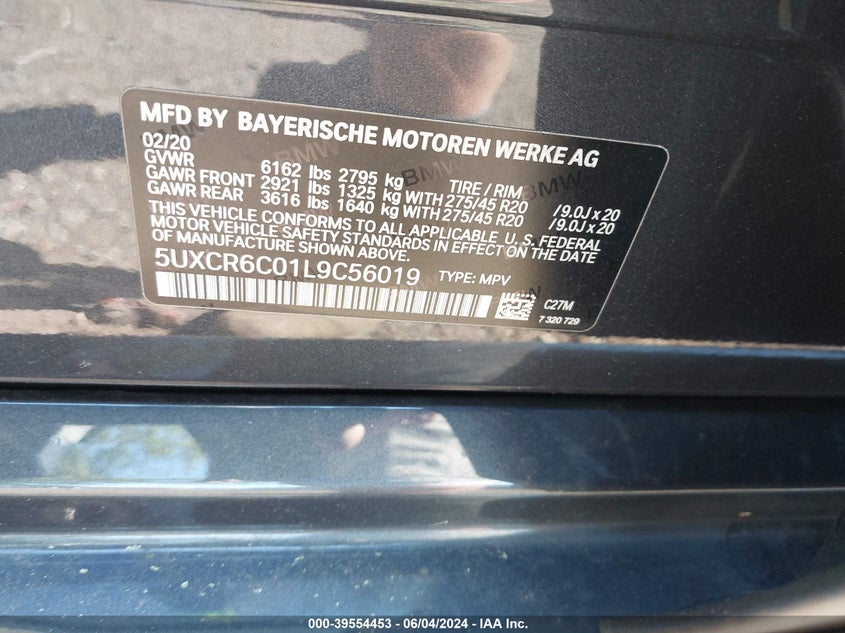 MFD BY BAYERISCHE MOTOREN WERKE AG
02/20
GVWR 6162 lbs 2795 kg TIRE / RIM
GAWR FRONT 2921 lbs 1325 kg WITH 275/45 R20 /9.0J x 20
GAWR REAR 3616 lbs 1640 kg WITH 275/45 R20 /9.0J x 20
THIS VEHICLE CONFORMS TO ALL APPLICABLE U. S. FEDERAL
MOTOR VEHICLE SAFETY STANDARDS IN EFFECT ON THE DATE
OF MANUFACTURE SHOWN ABOVE.
5UXCR6C01L9C56019 TYPE: MPV
C27M
7 320 729
000-39554453 - 06/04/2024 - IAA Inc.